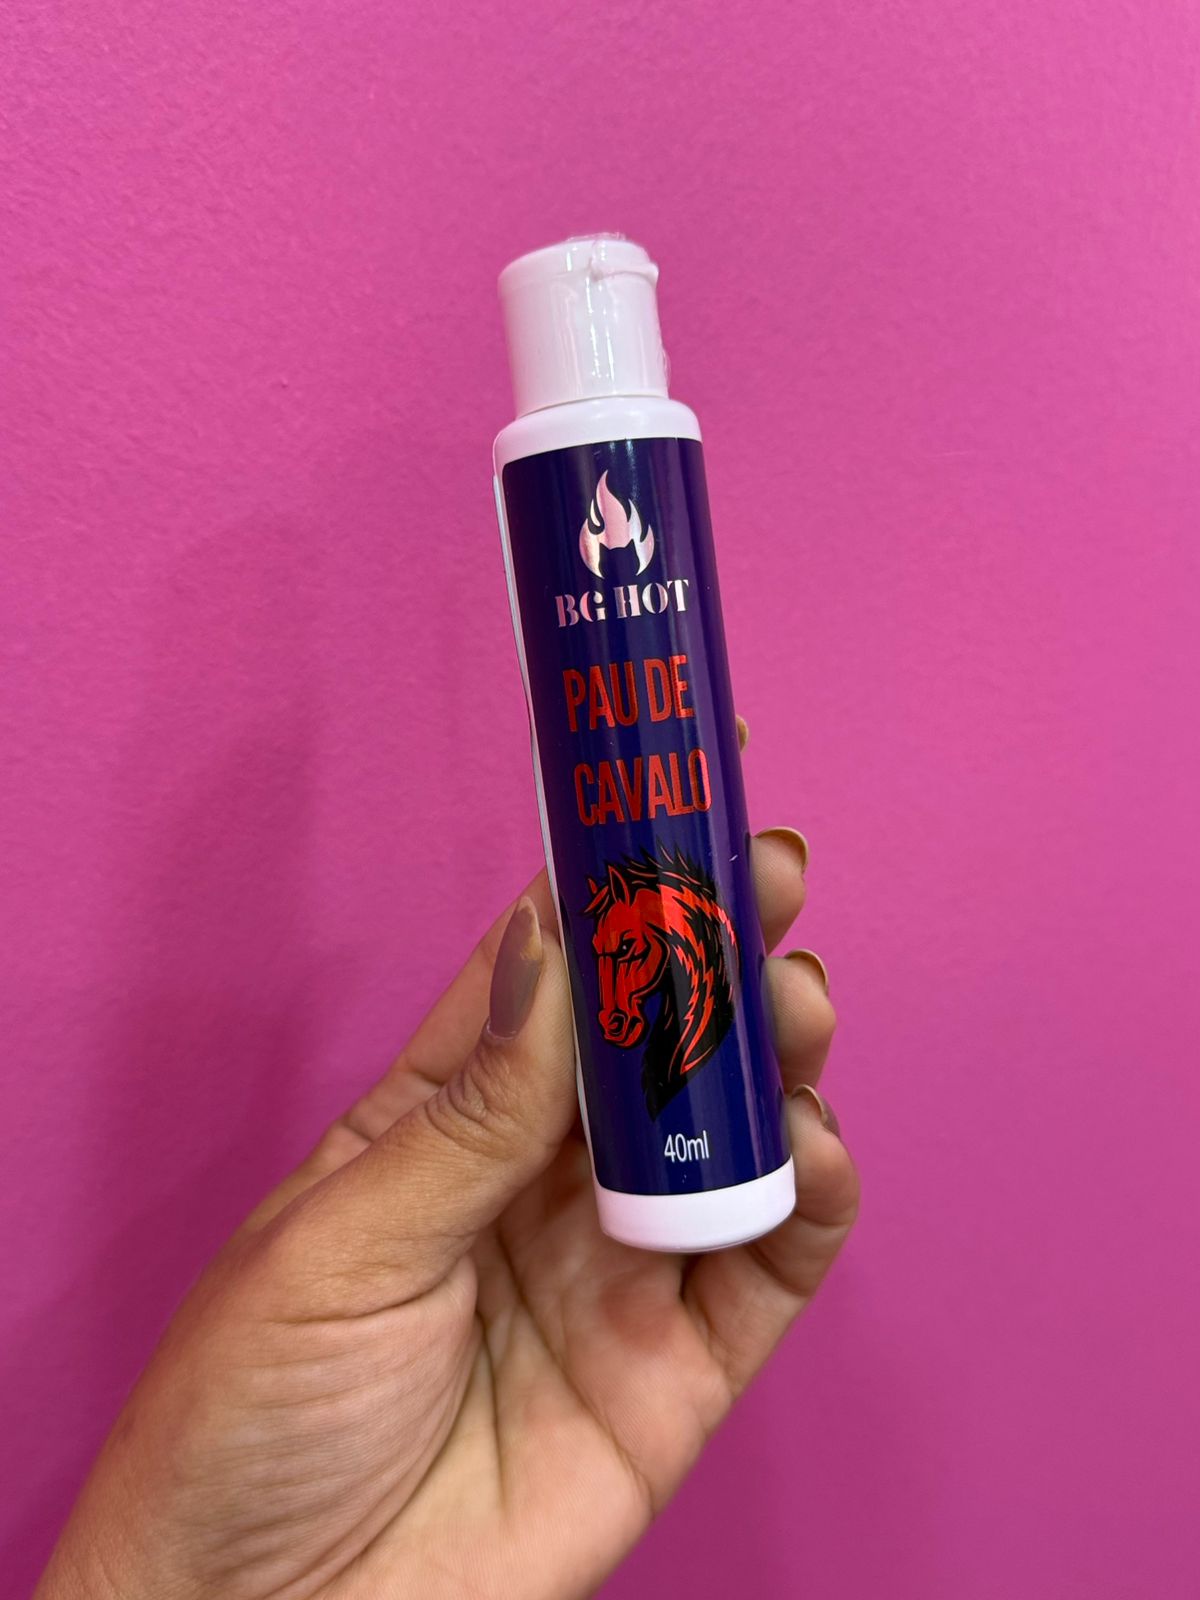 BG HOT
PAU DE
CAVALO
40ml